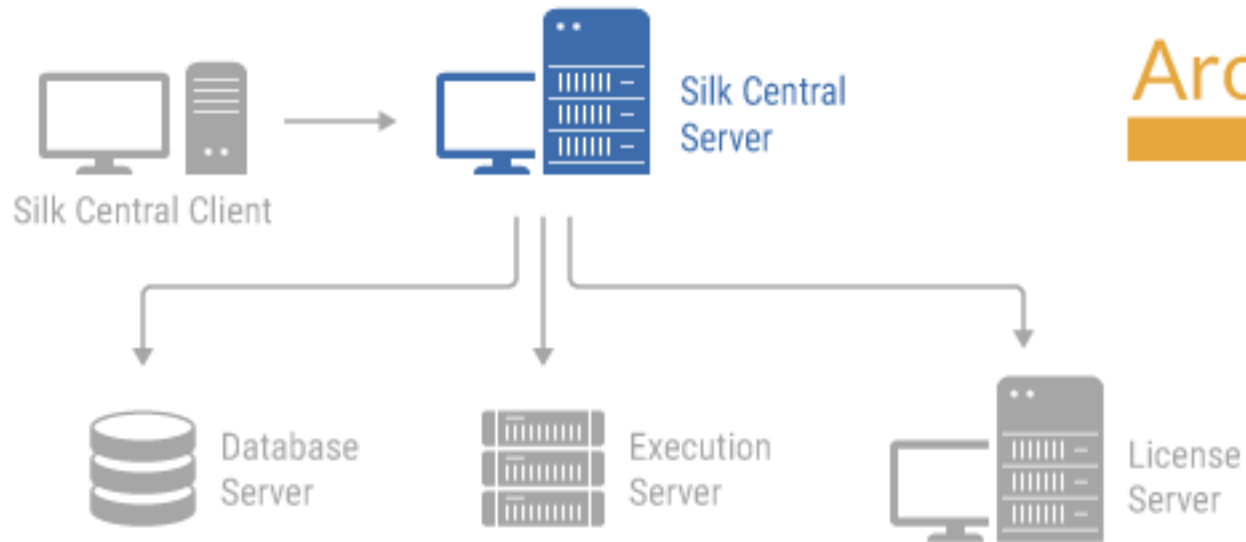 Silk Central
Server
Silk Central Client
Database
Server
Execution
Server
License
Server